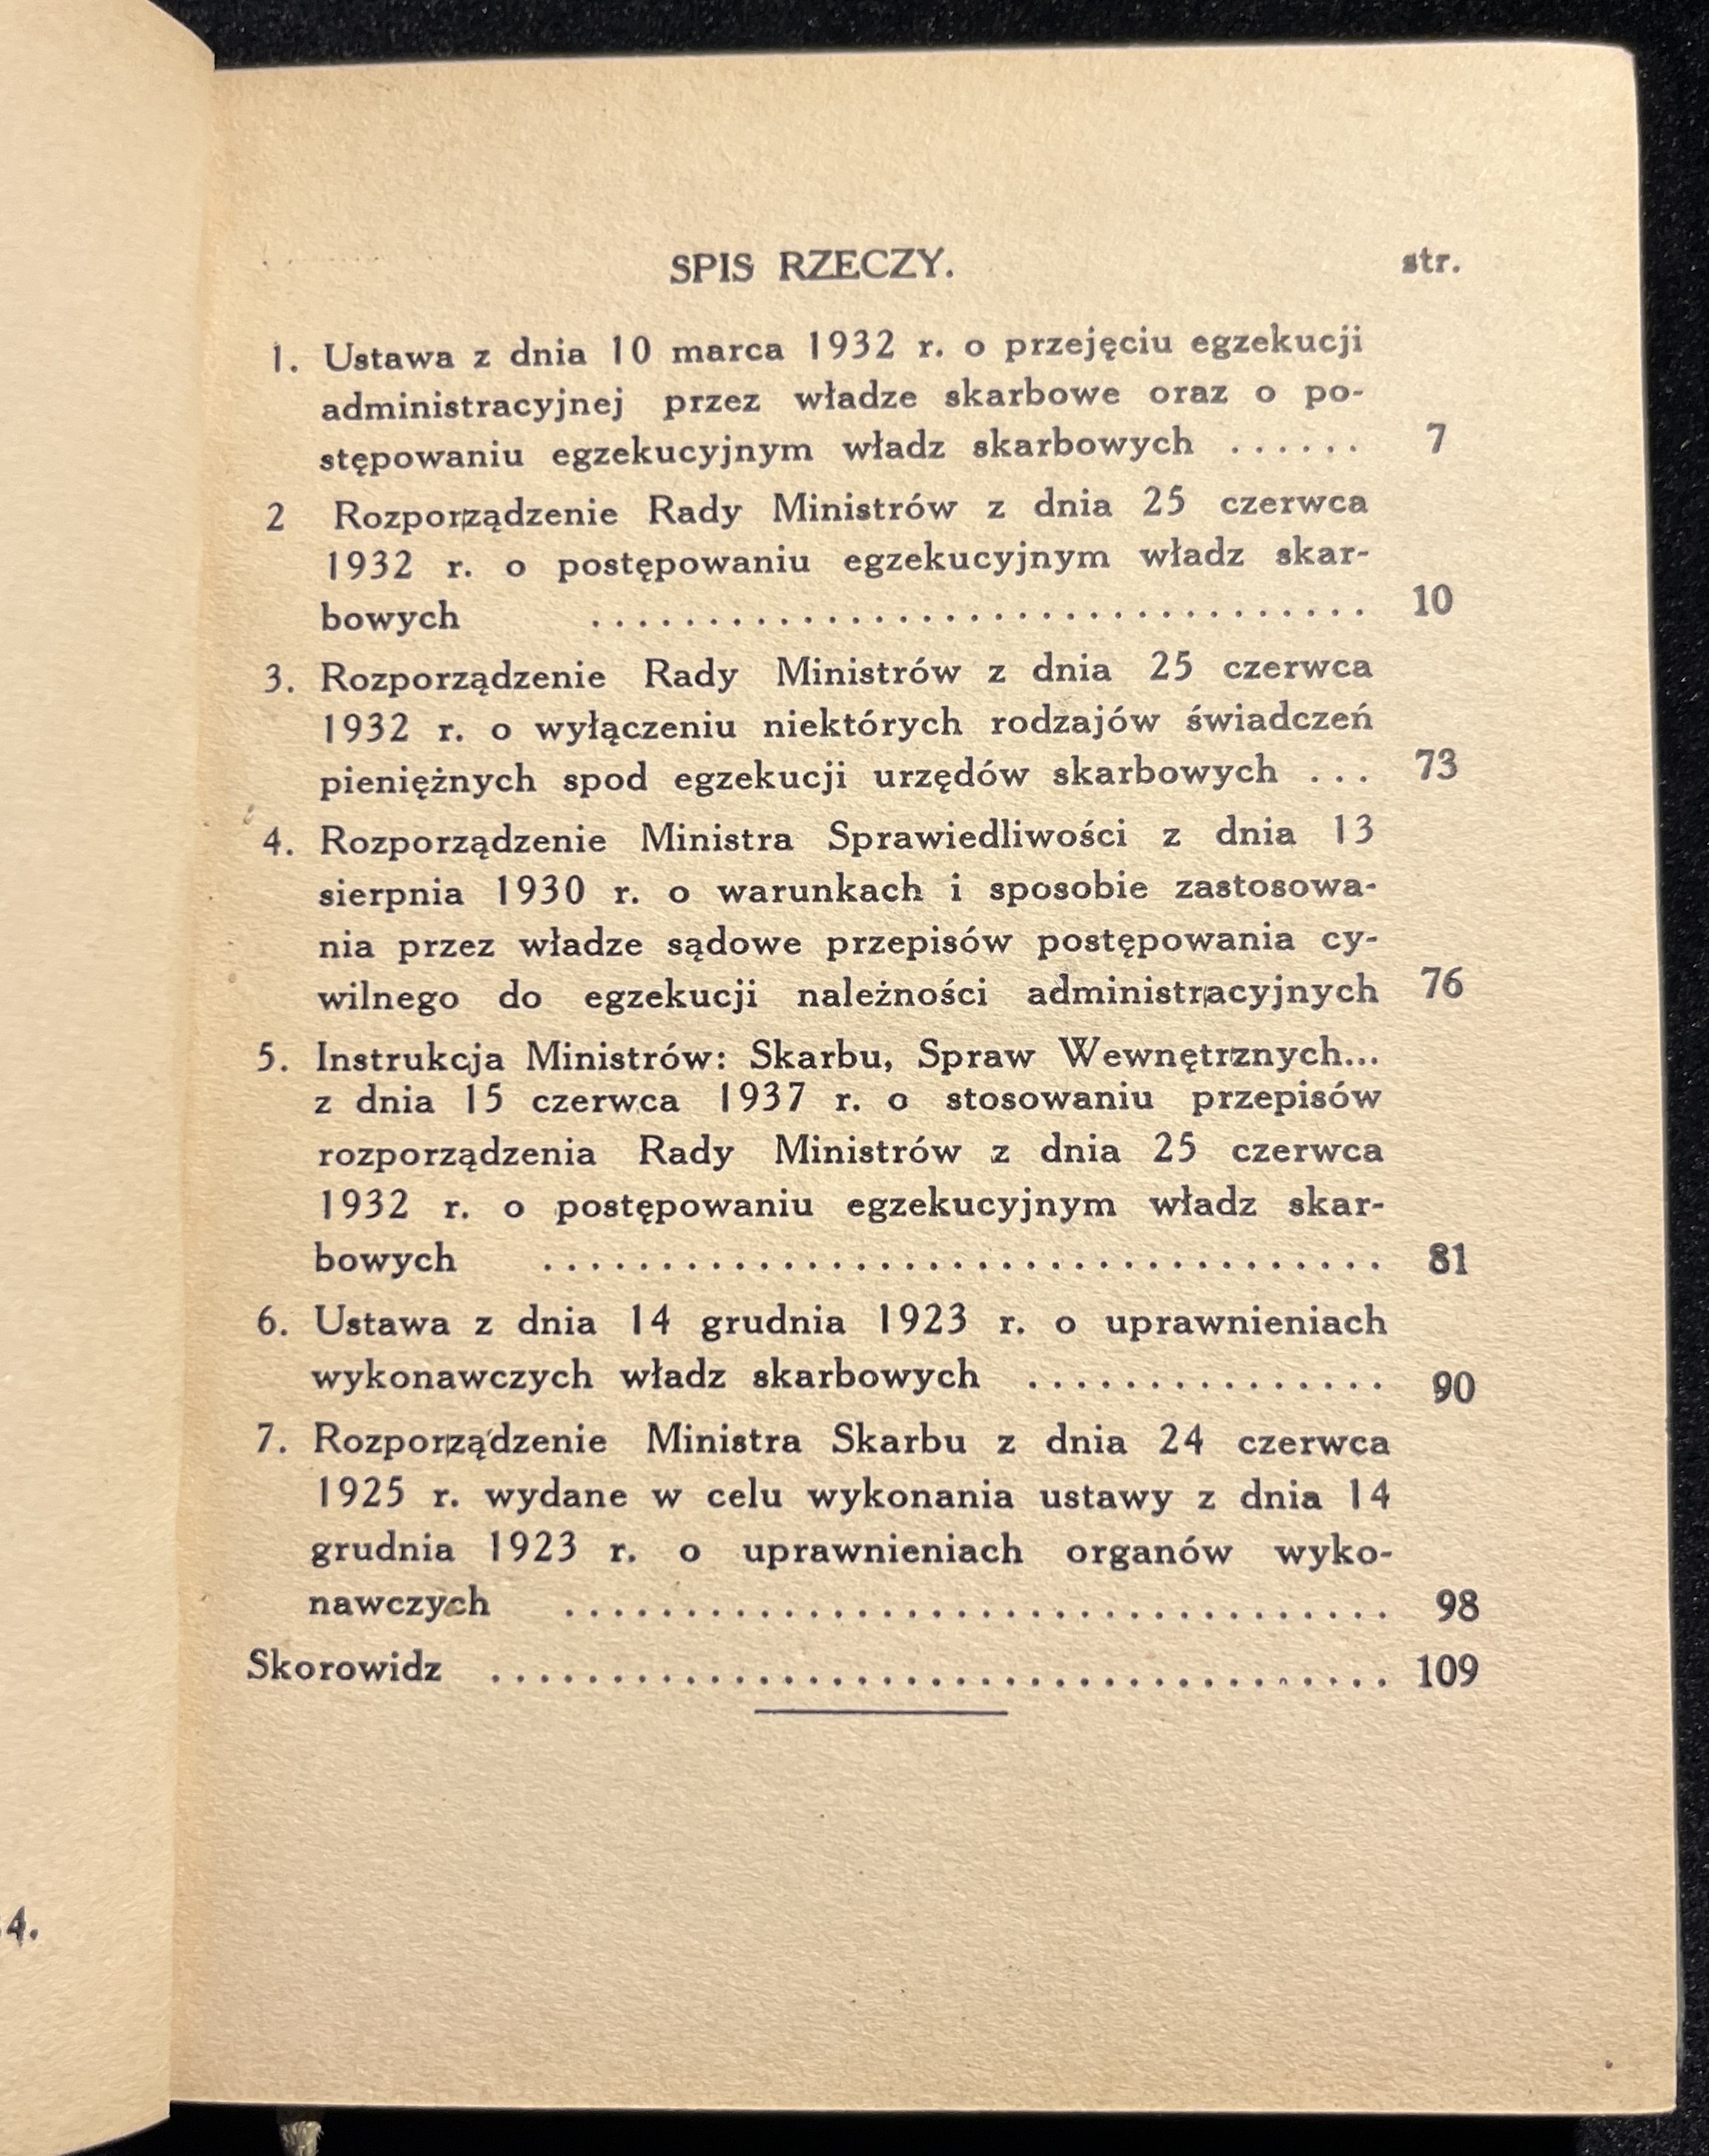 SPIS RZECZY. str.
1. Ustawa z dnia 10 marca 1932 r. o przejęciu egzekucji
administracyjnej przez władze skarbowe oraz o po-
stępowaniu egzekucyjnym władz skarbowych ...... 7
2 Rozporządzenie Rady Ministrów z dnia 25 czerwca
1932 r. o postępowaniu egzekucyjnym władz skar-
bowych .................................. 10
3. Rozporządzenie Rady Ministrów z dnia 25 czerwca
1932 r. o wyłączeniu niektórych rodzajów świadczeń
pieniężnych spod egzekucji urzędów skarbowych ... 73
4. Rozporządzenie Ministra Sprawiedliwości z dnia 13
sierpnia 1930 r. o warunkach i sposobie zastosowa-
nia przez władze sądowe przepisów postępowania cy-
wilnego do egzekucji należności administracyjnych 76
5. Instrukcja Ministrów: Skarbu, Spraw Wewnętrznych...
z dnia 15 czerwca 1937 r. o stosowaniu przepisów
rozporządzenia Rady Ministrów z dnia 25 czerwca
1932 r. o postępowaniu egzekucyjnym władz skar-
bowych ................................... 81
6. Ustawa z dnia 14 grudnia 1923 r. o uprawnieniach
wykonawczych władz skarbowych ............... 90
7. Rozporządzenie Ministra Skarbu z dnia 24 czerwca
1925 r. wydane w celu wykonania ustawy z dnia 14
grudnia 1923 r. o uprawnieniach organów wyko-
nawczych ................................... 98
Skorowidz ...................................... 109
4.